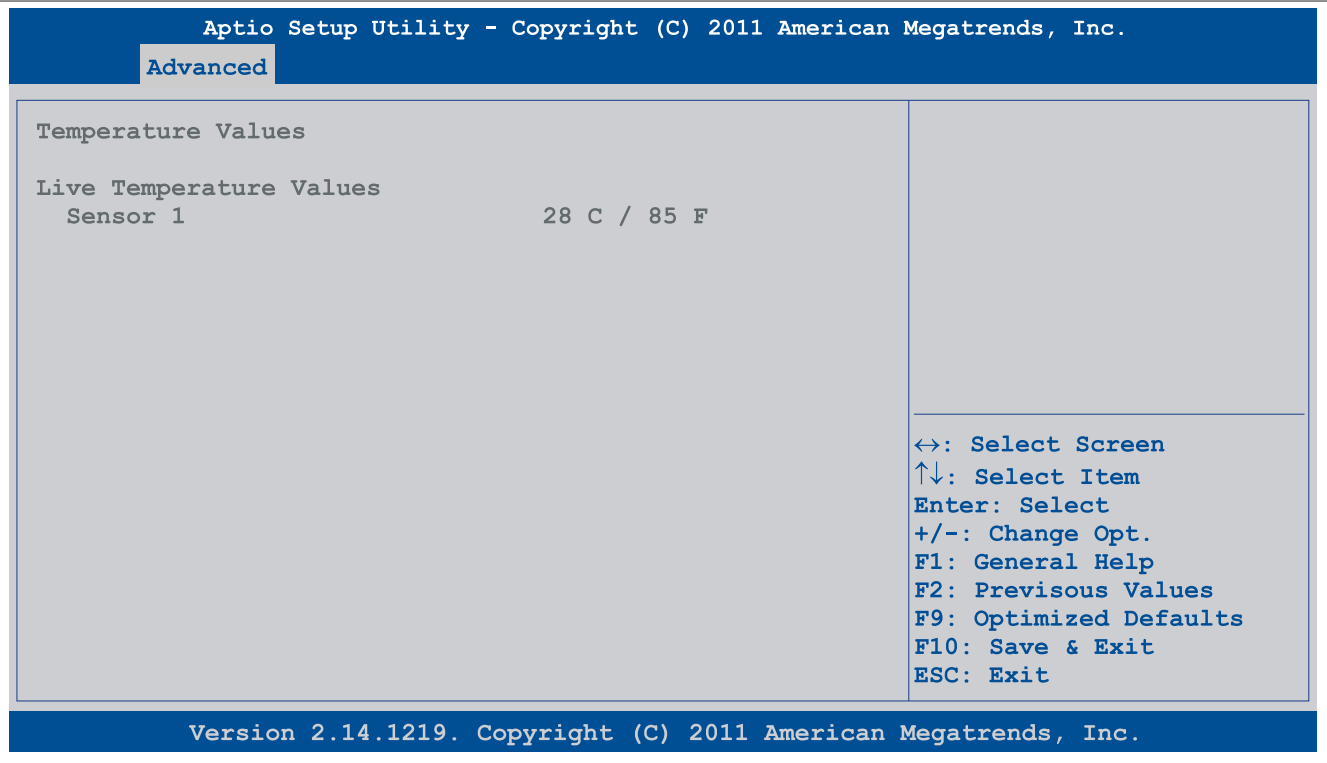 Aptio Setup Utility - Copyright (C) 2011 American Megatrends, Inc.
Advanced
Temperature Values
Live Temperature Values
Sensor 1 28 C / 85 F
↔: Select Screen
↑↓: Select Item
Enter: Select
+/-: Change Opt.
F1: General Help
F2: Previsous Values
F9: Optimized Defaults
F10: Save & Exit
ESC: Exit
Version 2.14.1219. Copyright (C) 2011 American Megatrends, Inc.